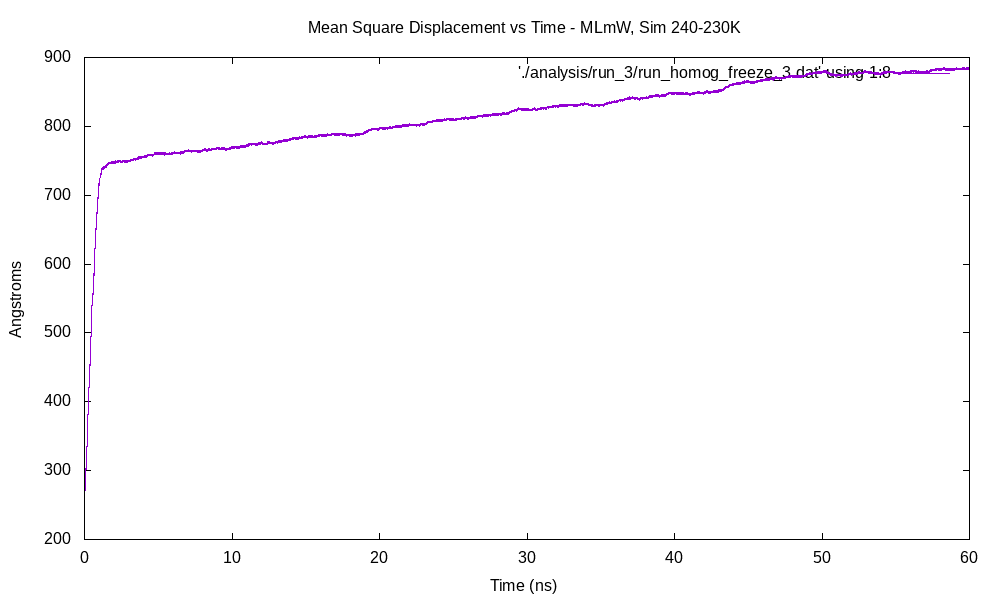 Mean Square Displacement vs Time - MLmW, Sim 240-230K
'./analysis/run_3/run_homog_freeze_3.dat' using 1:8
900
800
700
600
500
400
300
200
Angstroms
0 10 20 30 40 50 60
Time (ns)